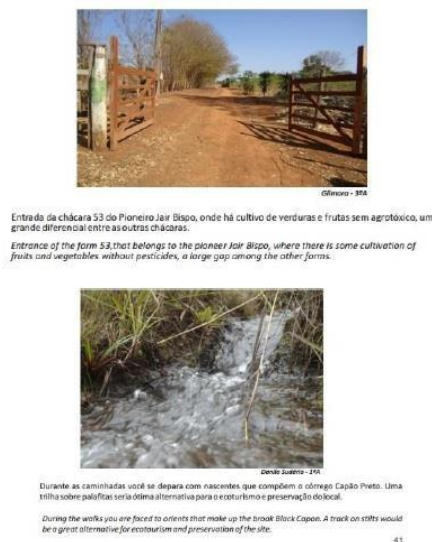 Gilmara - 3ºA
Entrada da chácara 53 do Pioneiro Jair Bispo, onde há cultivo de verduras e frutas sem agrotóxico, um
grande diferencial entre as outras chácaras.
Entrance of the farm 53,that belongs to the pioneer Jair Bispo, where there is some cultivation of
fruits and vegetables without pesticides, a large gap among the other farms.
Danilo Sudério - 1ºA
Durante as caminhadas você se depara com nascentes que compõem o córrego Capão Preto. Uma
trilha sobre palafitas seria ótima alternativa para o ecoturismo e preservação do local.
During the walks you are faced to orients that make up the brook Black Capon. A track on stilts would
be a great alternative for ecotourism and preservation of the site.
41